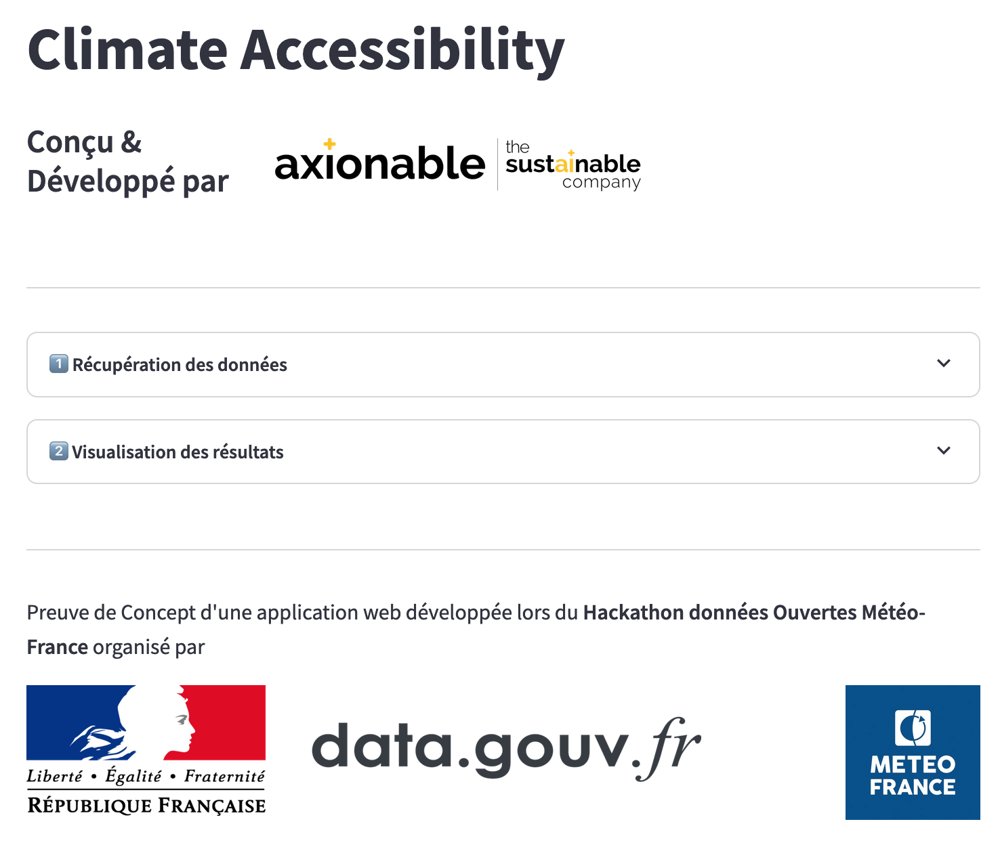 Climate Accessibility
Conçu &
Développé par
axionable
the
sustainable
company
1 Récupération des données
2 Visualisation des résultats
Preuve de Concept d'une application web développée lors du Hackathon données Ouvertes Météo-
France organisé par
Liberté • Égalité • Fraternité
RÉPUBLIQUE FRANÇAISE
data.gouv.fr
METEO
FRANCE